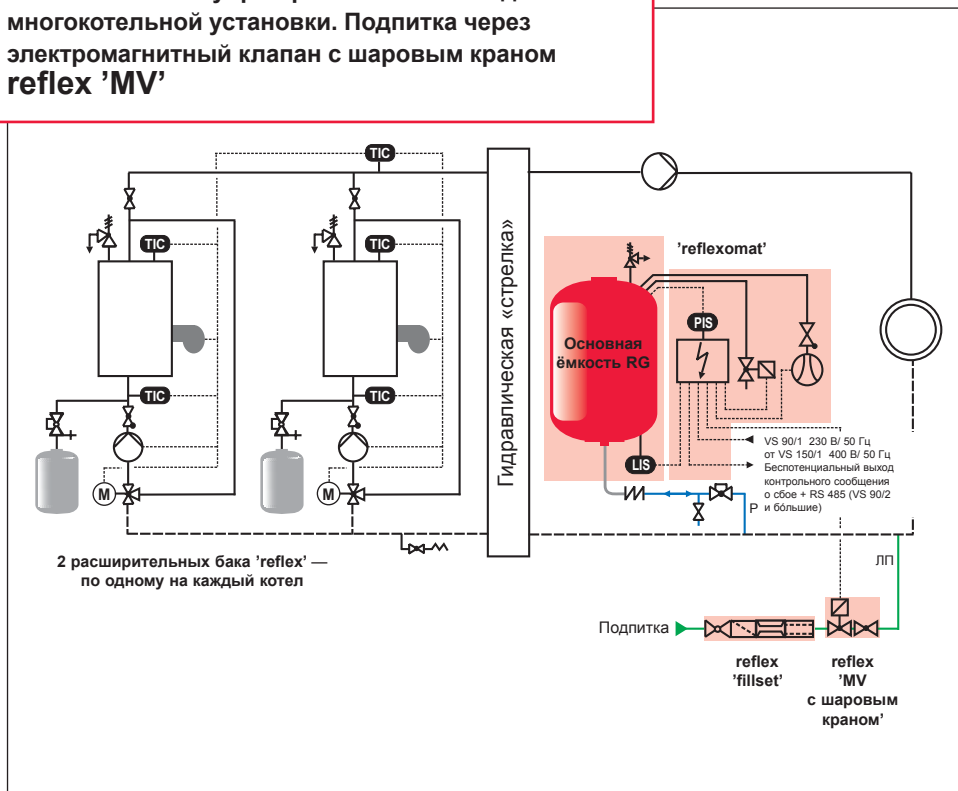 многокотельной установки. Подпитка через
электромагнитный клапан с шаровым краном
reflex ’MV’
TIC
TIC
TIC
TIC
TIC
M
M
Гидравлическая «стрелка»
’reflexomat’
Основная
ёмкость RG
PIS
LIS
VS 90/1 230 В/ 50 Гц
от VS 150/1 400 В/ 50 Гц
Беспотенциальный выход
контрольного сообщения
о сбое + RS 485 (VS 90/2
и бóльшие)
P
2 расширительных бака ’reflex’ —
по одному на каждый котел
ЛП
Подпитка
reflex
’fillset’
reflex
’MV
с шаровым
краном’